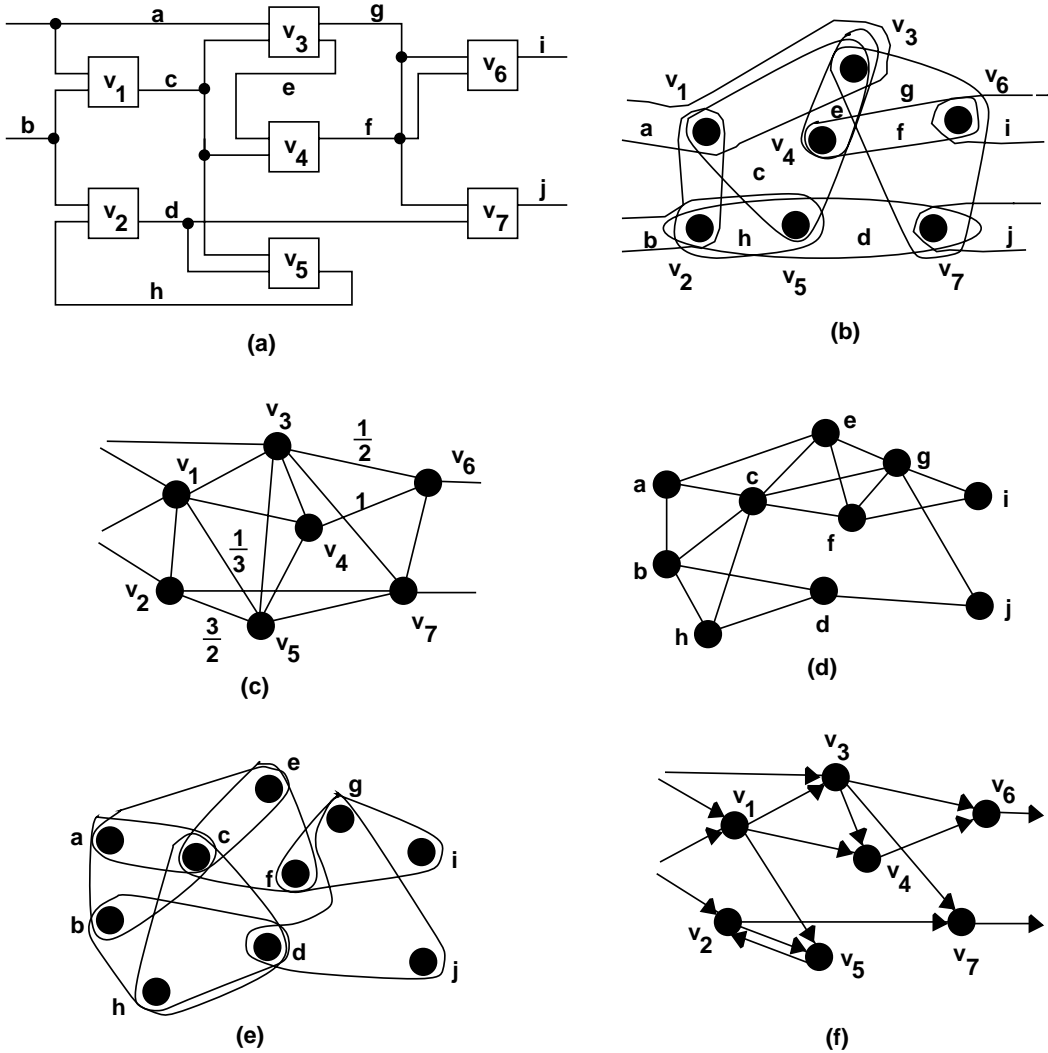 a g
v3
v6 i
v1 c e
b f
v4
v2 d v7 j
v5
h
(a)
v3
v1 v6
g
a e f i
v4
c
b h d j
v2 v5 v7
(b)
v3
1/2
v1 v6
1
1/3
v4
v2
3/2 v5 v7
(c)
e
c g
a i
f
b
d j
h
(d)
e
g
a c
i
f
b
d
j
h
(e)
v3
v1 v6
v4
v2
v5 v7
(f)